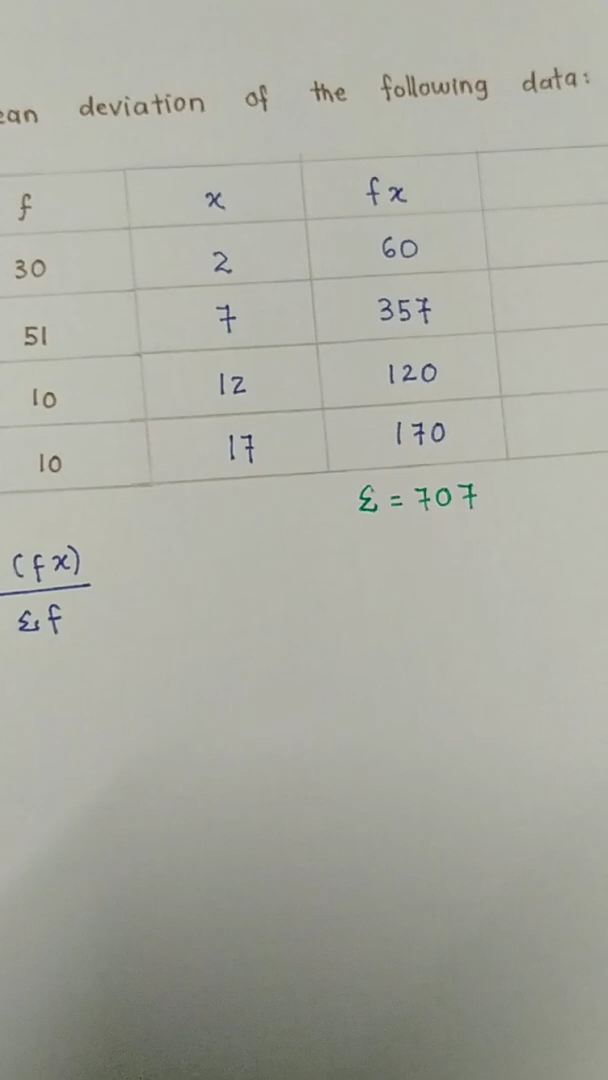 ean deviation of the following data:
f x fx
30 2 60
51 7 357
10 12 120
10 17 170
Σ = 707
(fx)
Σf